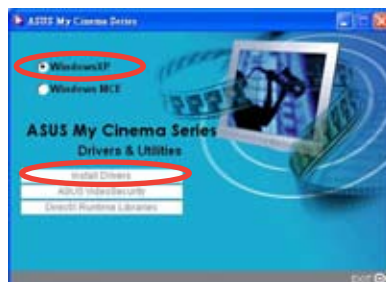 ASUS My Cinema Series
WindowsXP
Windows MCE
ASUS My Cinema Series
Drivers & Utilities
Install Drivers
ASUS VideoSecurity
DirectX Runtime Libraries
EXIT